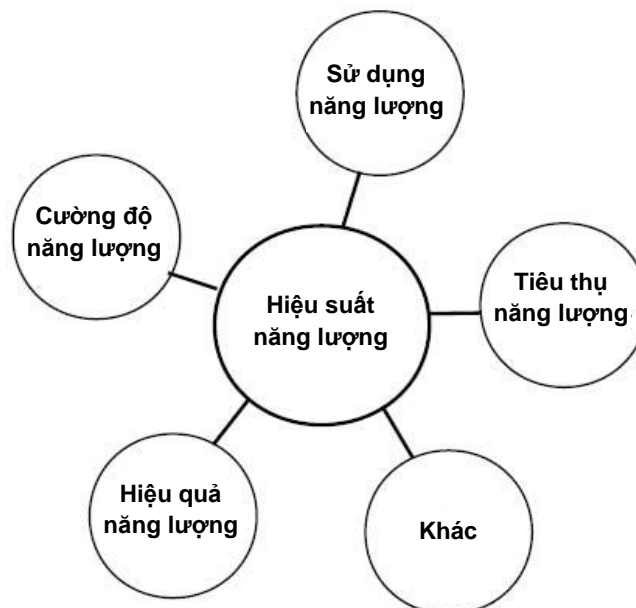 Sử dụng
năng lượng
Cường độ
năng lượng
Tiêu thụ
năng lượng
Hiệu suất
năng lượng
Hiệu quả
năng lượng
Khác